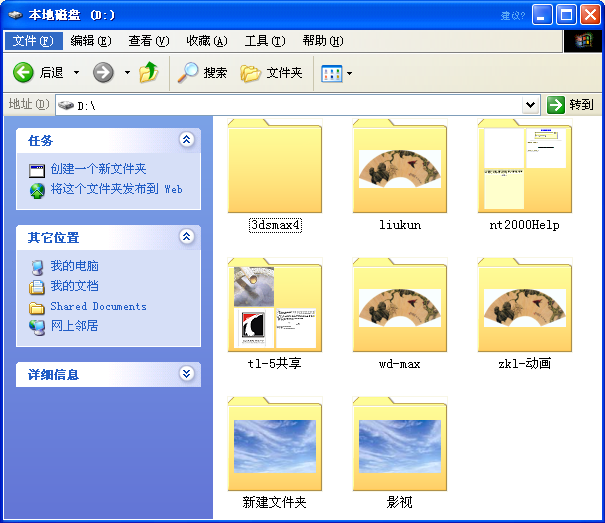 本地磁盘 (D:)
建议?
文件(F) 编辑(E) 查看(V) 收藏(A) 工具(T) 帮助(H)
后退 搜索 文件夹
地址(D) D:\ 转到
任务
创建一个新文件夹
将这个文件夹发布到 Web
其它位置
我的电脑
我的文档
Shared Documents
网上邻居
详细信息
3dsmax4 liukun nt2000Help
tl-5共享 wd-max zkl-动画
新建文件夹 影视